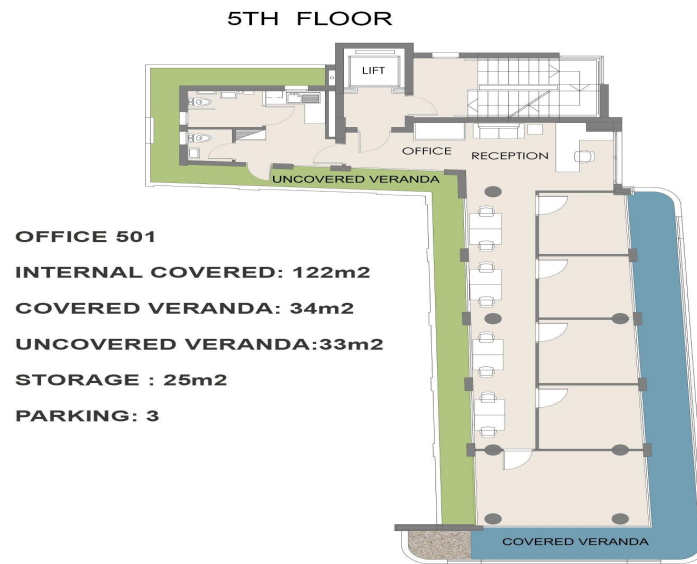 5TH FLOOR
LIFT
OFFICE
RECEPTION
UNCOVERED VERANDA
OFFICE 501
INTERNAL COVERED: 122m2
COVERED VERANDA: 34m2
UNCOVERED VERANDA:33m2
STORAGE : 25m2
PARKING: 3
COVERED VERANDA